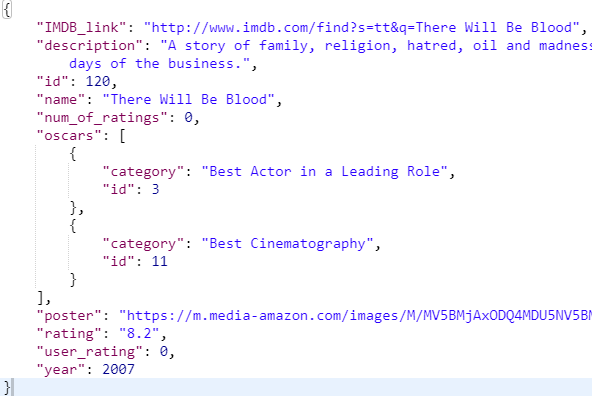 {
"IMDB_link": "http://www.imdb.com/find?s=tt&q=There Will Be Blood",
"description": "A story of family, religion, hatred, oil and madness
days of the business.",
"id": 120,
"name": "There Will Be Blood",
"num_of_ratings": 0,
"oscars": [
{
"category": "Best Actor in a Leading Role",
"id": 3
},
{
"category": "Best Cinematography",
"id": 11
}
],
"poster": "https://m.media-amazon.com/images/M/MV5BMjAxODQ4MDU5NV5BM
"rating": "8.2",
"user_rating": 0,
"year": 2007
}